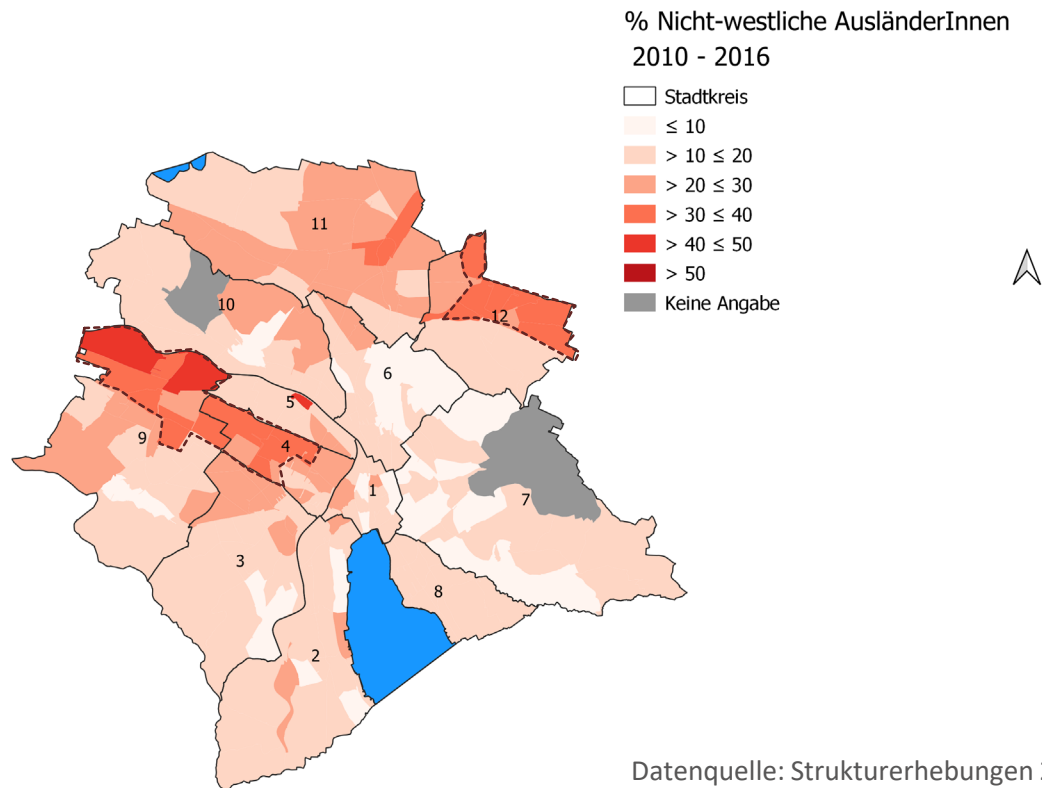 % Nicht-westliche AusländerInnen
2010 - 2016
Stadtkreis
≤ 10
> 10 ≤ 20
> 20 ≤ 30
> 30 ≤ 40
> 40 ≤ 50
> 50
Keine Angabe
11
12
10
6
5
9
4
1
7
3
8
2
Datenquelle: Strukturerhebungen